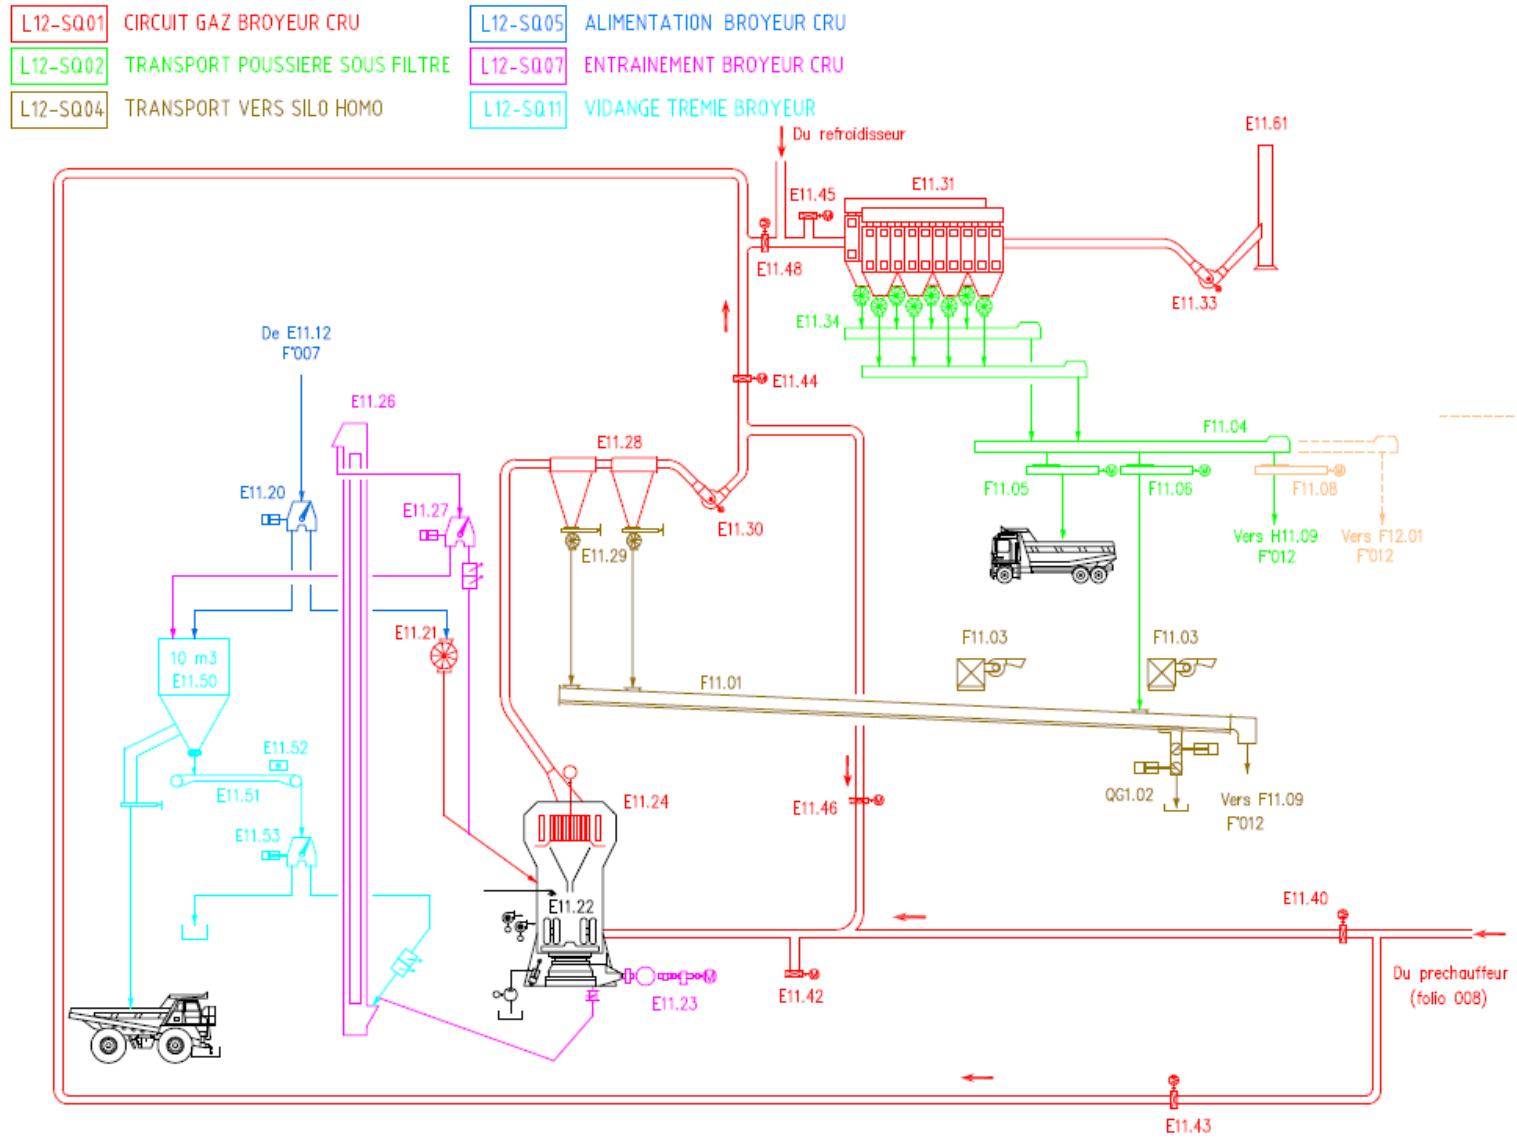 L12-SQ01 CIRCUIT GAZ BROYEUR CRU
L12-SQ05 ALIMENTATION BROYEUR CRU
L12-SQ02 TRANSPORT POUSSIERE SOUS FILTRE
L12-SQ07 ENTRAINEMENT BROYEUR CRU
L12-SQ04 TRANSPORT VERS SILO HOMO
L12-SQ11 VIDANGE TREMIE BROYEUR
Du refroidisseur
E11.61
E11.45
E11.31
E11.48
E11.33
E11.34
De E11.12
F°007
E11.44
E11.26
F11.04
E11.28
E11.20
E11.27
E11.30
F11.05
F11.06
F11.08
Vers H11.09
F°012
Vers F12.01
F°012
E11.29
E11.21
F11.03
F11.03
10 m3
E11.50
F11.01
E11.52
E11.51
E11.24
E11.46
QG1.02
Vers F11.09
F°012
E11.53
E11.22
E11.40
E11.23
E11.42
Du prechauffeur
(folio 008)
E11.43